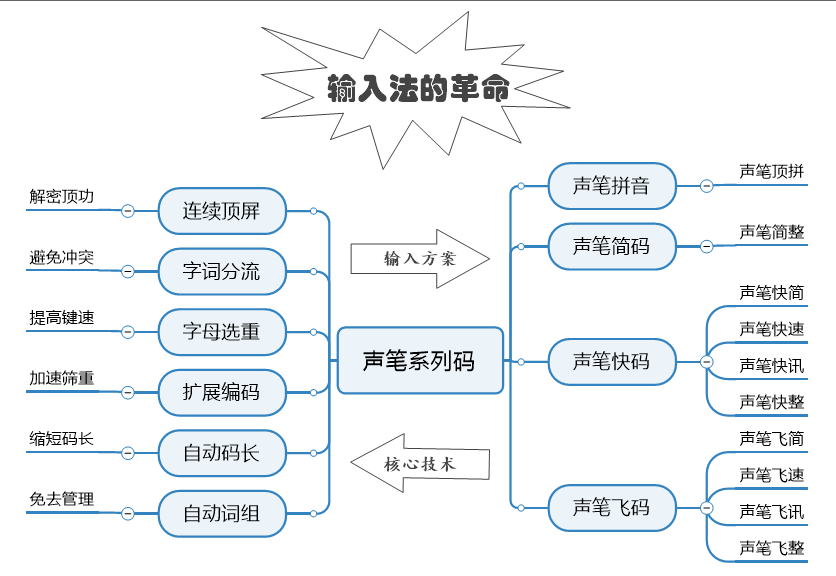 输入法的革命
解密顶功
连续顶屏
避免冲突
字词分流
提高键速
字母选重
加速筛重
扩展编码
缩短码长
自动码长
免去管理
自动词组
输入方案
声笔系列码
核心技术
声笔拼音
声笔顶拼
声笔简码
声笔简整
声笔快码
声笔快简
声笔快速
声笔快讯
声笔快整
声笔飞码
声笔飞简
声笔飞速
声笔飞讯
声笔飞整